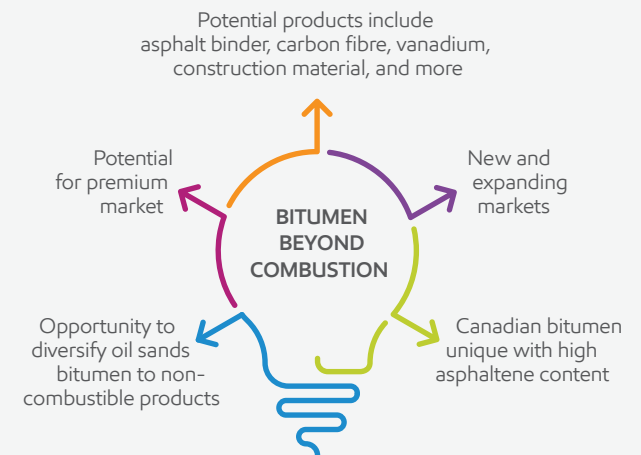 Potential products include
asphalt binder, carbon fibre, vanadium,
construction material, and more
Potential
for premium
market
New and
expanding
markets
BITUMEN
BEYOND
COMBUSTION
Opportunity to
diversify oil sands
bitumen to non-
combustible products
Canadian bitumen
unique with high
asphaltene content